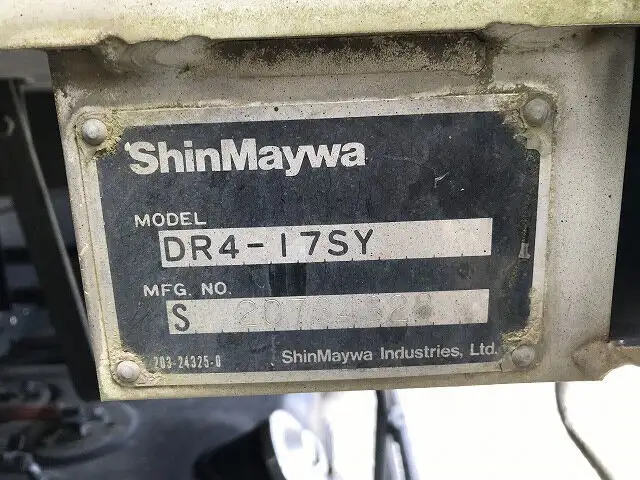 ShinMaywa
MODEL
DR4-17SY
MFG. NO.
S
203-24325-0
ShinMaywa Industries, Ltd.